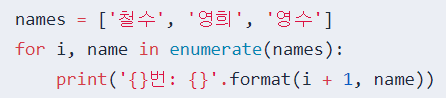 names = ['철수', '영희', '영수']
for i, name in enumerate(names):
    print('{}번: {}'.format(i + 1, name))